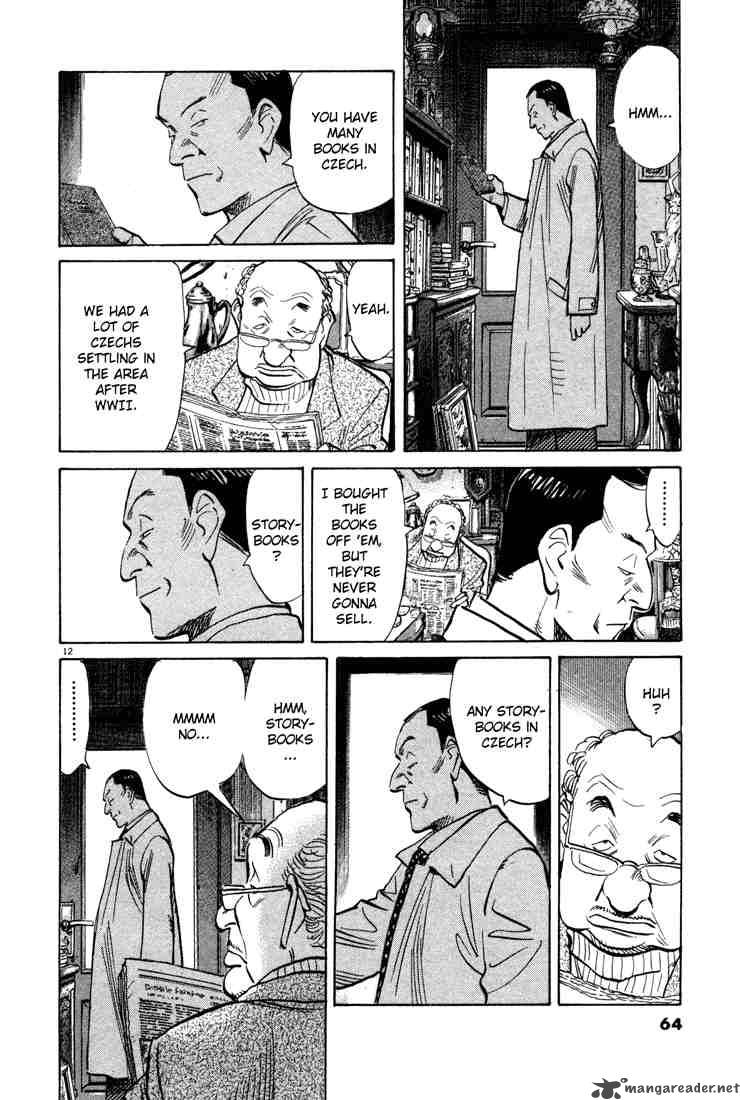 HMM...
YOU HAVE
MANY
BOOKS IN
CZECH.
YEAH.
WE HAD A
LOT OF
CZECHS
SETTLING IN
THE AREA
AFTER
WWII.
I BOUGHT
THE
BOOKS
OFF 'EM,
BUT
THEY'RE
NEVER
GONNA
SELL.
STORY-
BOOKS
?
12
HUH
?
ANY STORY-
BOOKS IN
CZECH?
HMM,
STORY-
BOOKS
...
MMMM
NO...
64
mangareader.net